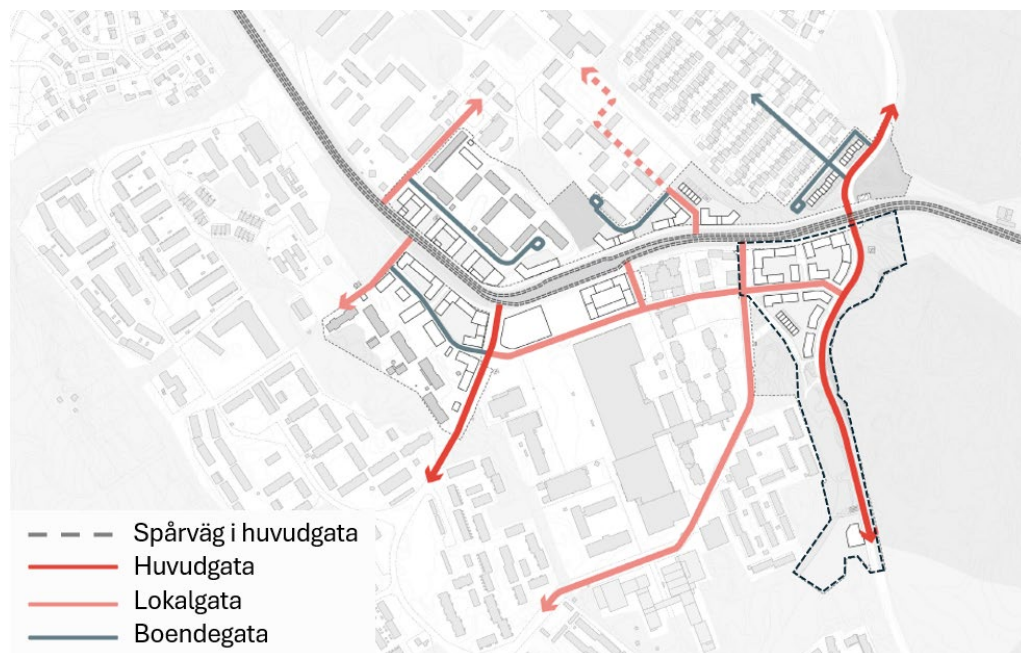 Spårväg i huvudgata
Huvudgata
Lokalgata
Boendegata